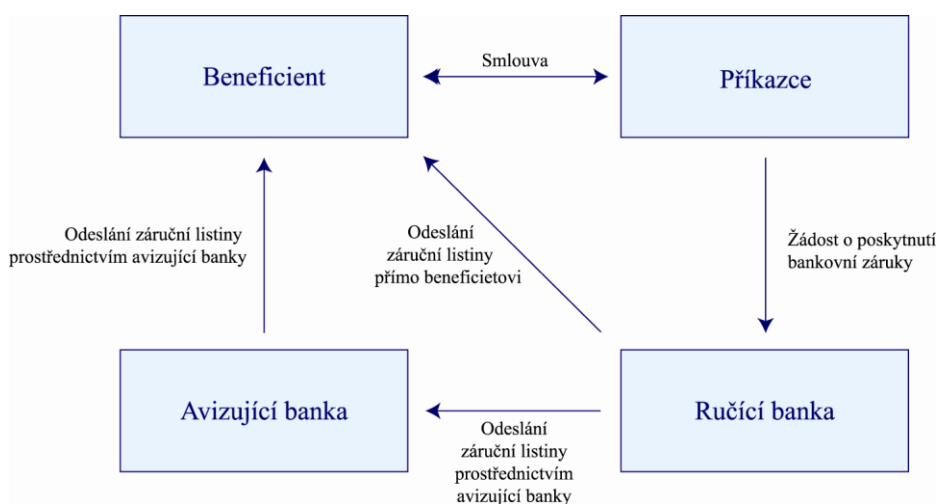 Beneficient
Smlouva
Příkazce
Odeslání záruční listiny
prostřednictvím avizující banky
Odeslání
záruční listiny
přímo beneficietovi
Žádost o poskytnutí
bankovní záruky
Avizující banka
Odeslání
záruční listiny
prostřednictvím
avizující banky
Ručící banka